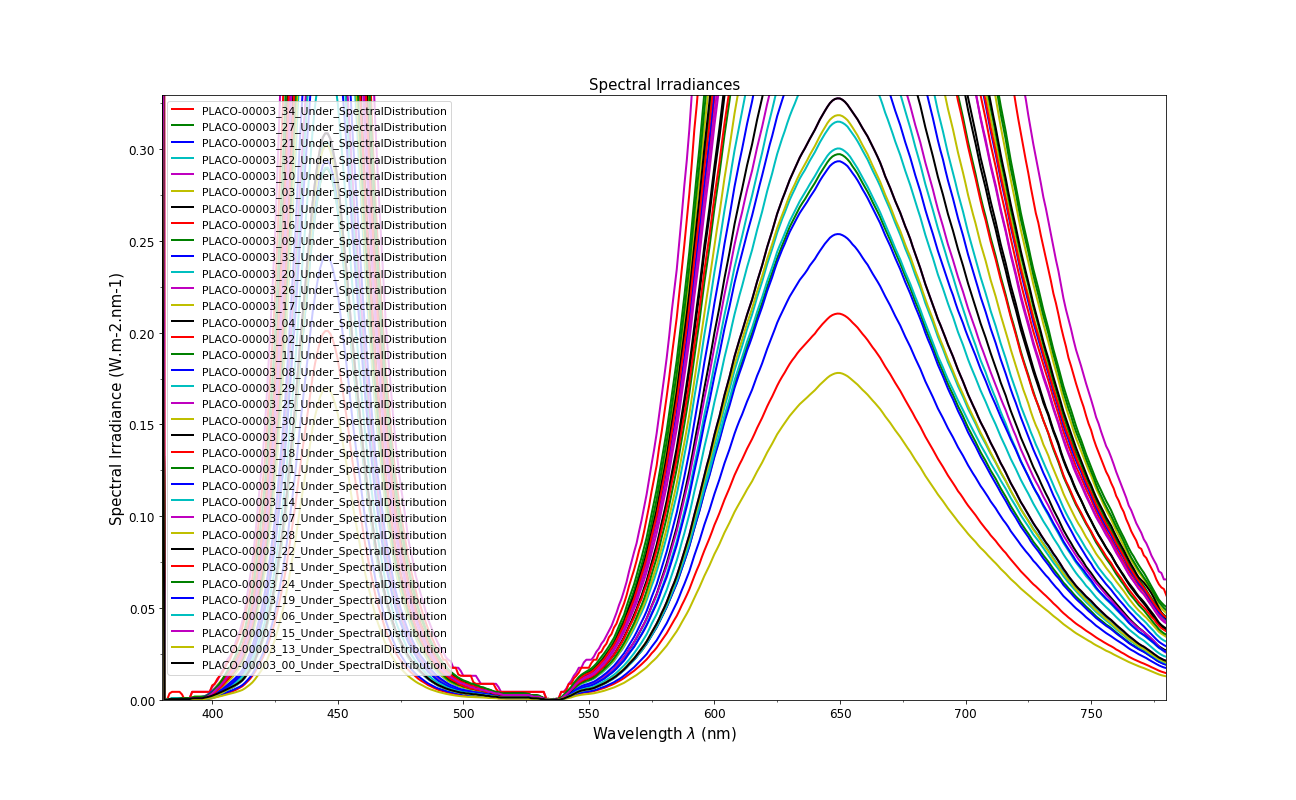 Spectral Irradiances
Spectral Irradiance (W.m-2.nm-1)
0.30
0.25
0.20
0.15
0.10
0.05
0.00
PLACO-00003_34_Under_SpectralDistribution
PLACO-00003_27_Under_SpectralDistribution
PLACO-00003_21_Under_SpectralDistribution
PLACO-00003_32_Under_SpectralDistribution
PLACO-00003_10_Under_SpectralDistribution
PLACO-00003_03_Under_SpectralDistribution
PLACO-00003_05_Under_SpectralDistribution
PLACO-00003_16_Under_SpectralDistribution
PLACO-00003_09_Under_SpectralDistribution
PLACO-00003_33_Under_SpectralDistribution
PLACO-00003_20_Under_SpectralDistribution
PLACO-00003_26_Under_SpectralDistribution
PLACO-00003_17_Under_SpectralDistribution
PLACO-00003_04_Under_SpectralDistribution
PLACO-00003_02_Under_SpectralDistribution
PLACO-00003_11_Under_SpectralDistribution
PLACO-00003_08_Under_SpectralDistribution
PLACO-00003_29_Under_SpectralDistribution
PLACO-00003_25_Under_SpectralDistribution
PLACO-00003_30_Under_SpectralDistribution
PLACO-00003_23_Under_SpectralDistribution
PLACO-00003_18_Under_SpectralDistribution
PLACO-00003_01_Under_SpectralDistribution
PLACO-00003_12_Under_SpectralDistribution
PLACO-00003_14_Under_SpectralDistribution
PLACO-00003_07_Under_SpectralDistribution
PLACO-00003_28_Under_SpectralDistribution
PLACO-00003_22_Under_SpectralDistribution
PLACO-00003_31_Under_SpectralDistribution
PLACO-00003_24_Under_SpectralDistribution
PLACO-00003_19_Under_SpectralDistribution
PLACO-00003_06_Under_SpectralDistribution
PLACO-00003_15_Under_SpectralDistribution
PLACO-00003_13_Under_SpectralDistribution
PLACO-00003_00_Under_SpectralDistribution
400 450 500 550 600 650 700 750
Wavelength λ (nm)